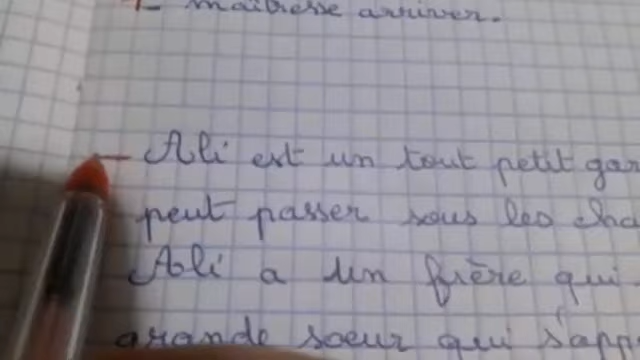 - maîtresse arriver.
- Ali est un tout petit gar
peut passer sous les cha
Ali a un frère qui
grande soeur qui s'app